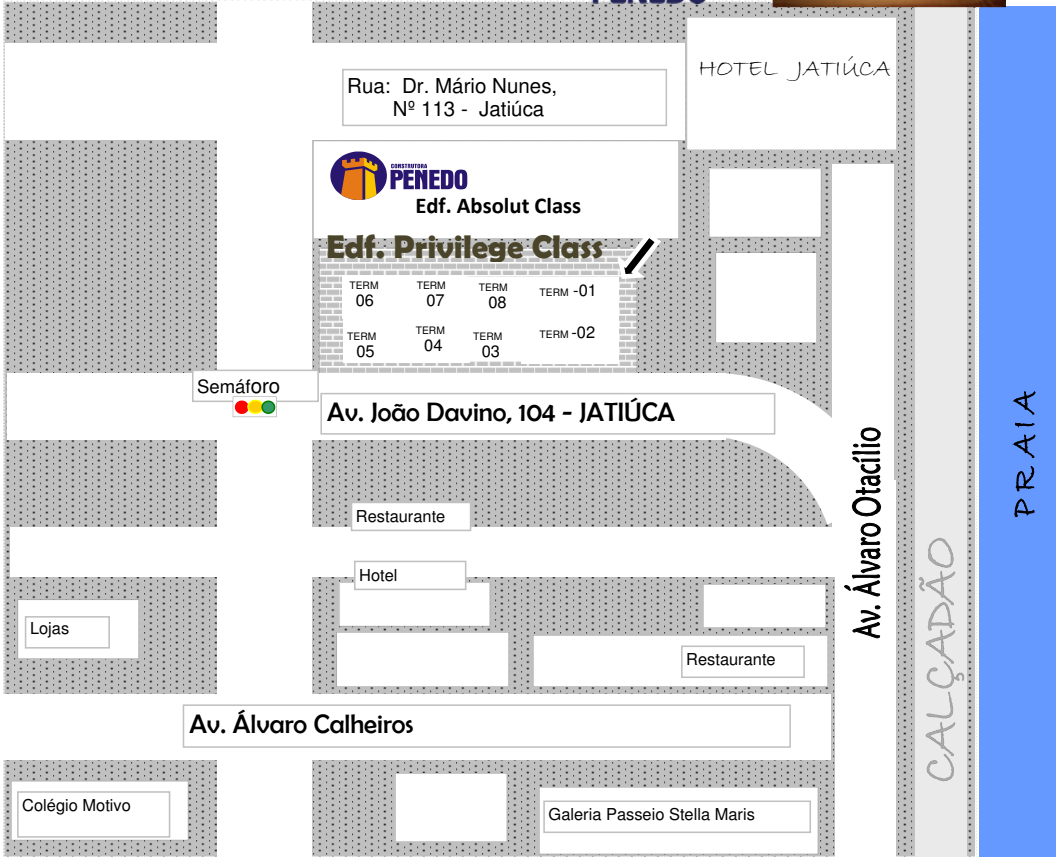 PENEDO
HOTEL JATIÚCA
Rua: Dr. Mário Nunes,
Nº 113 - Jatiúca
CONSTRUTORA
PENEDO
Edf. Absolut Class
Edf. Privilege Class
TERM 06
TERM 07
TERM 08
TERM -01
TERM 05
TERM 04
TERM 03
TERM -02
Semáforo
Av. João Davino, 104 - JATIÚCA
Av. Álvaro Otacílio
PRAIA
CALÇADÃO
Restaurante
Hotel
Lojas
Restaurante
Av. Álvaro Calheiros
Colégio Motivo
Galeria Passeio Stella Maris